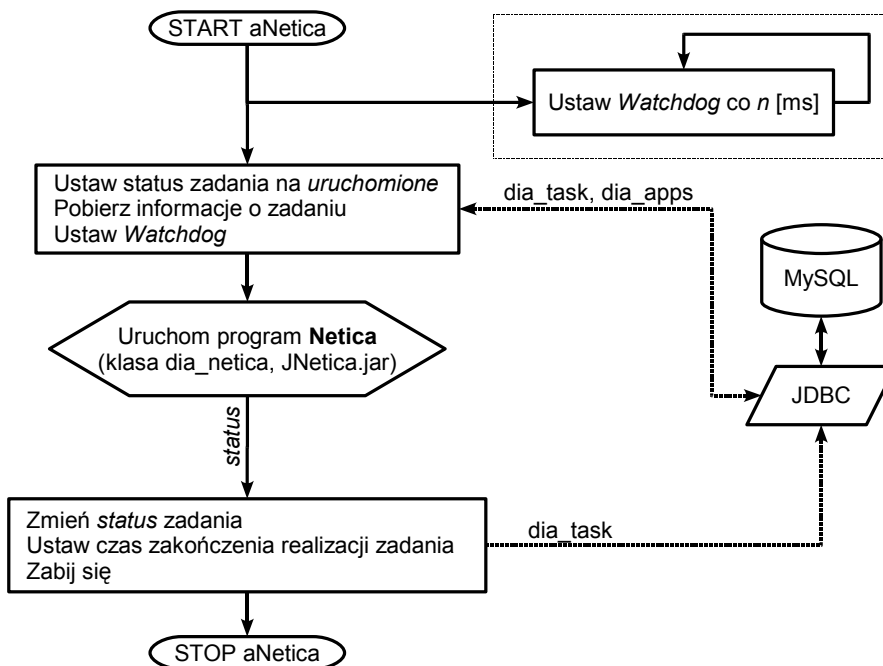 START aNetica
Ustaw Watchdog co n [ms]
Ustaw status zadania na uruchomione
Pobierz informacje o zadaniu
Ustaw Watchdog
dia_task, dia_apps
MySQL
Uruchom program Netica
(klasa dia_netica, JNetica.jar)
JDBC
status
Zmień status zadania
Ustaw czas zakończenia realizacji zadania
Zabij się
dia_task
STOP aNetica